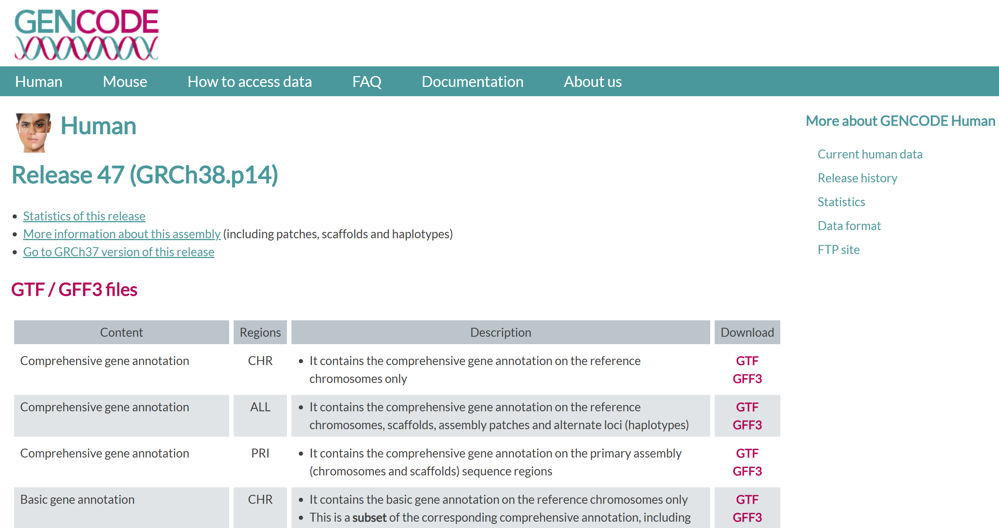 GENCODE
Human Mouse How to access data FAQ Documentation About us
Human
Release 47 (GRCh38.p14)
• Statistics of this release
• More information about this assembly (including patches, scaffolds and haplotypes)
• Go to GRCh37 version of this release
GTF / GFF3 files
Content Regions Description Download
Comprehensive gene annotation CHR • It contains the comprehensive gene annotation on the reference GTF
chromosomes only GFF3
Comprehensive gene annotation ALL • It contains the comprehensive gene annotation on the reference GTF
chromosomes, scaffolds, assembly patches and alternate loci (haplotypes) GFF3
Comprehensive gene annotation PRI • It contains the comprehensive gene annotation on the primary assembly GTF
(chromosomes and scaffolds) sequence regions GFF3
Basic gene annotation CHR • It contains the basic gene annotation on the reference chromosomes only GTF
• This is a subset of the corresponding comprehensive annotation, including GFF3
More about GENCODE Human
Current human data
Release history
Statistics
Data format
FTP site